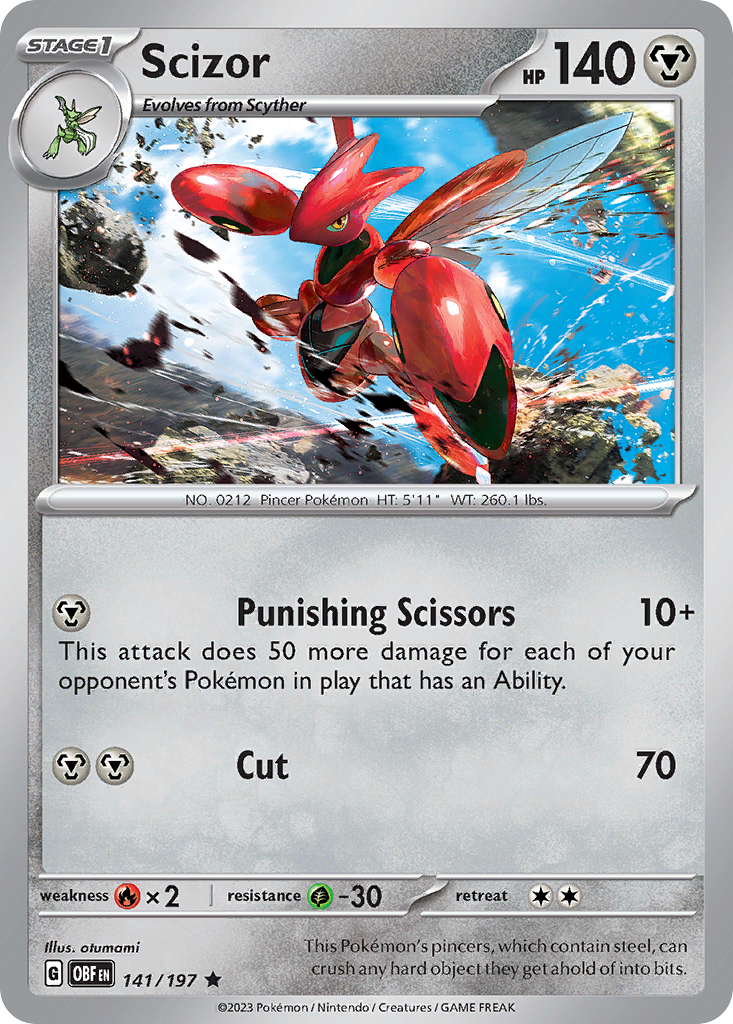 STAGE1
Scizor
HP 140
Evolves from Scyther
NO. 0212 Pincer Pokémon HT: 5'11" WT: 260.1 lbs.
Punishing Scissors 10+
This attack does 50 more damage for each of your
opponent's Pokémon in play that has an Ability.
Cut 70
weakness ×2 resistance -30 retreat
Illus. otumami
This Pokémon's pincers, which contain steel, can
crush any hard object they get ahold of into bits.
G OBF EN 141/197 ★
©2023 Pokémon / Nintendo / Creatures / GAME FREAK